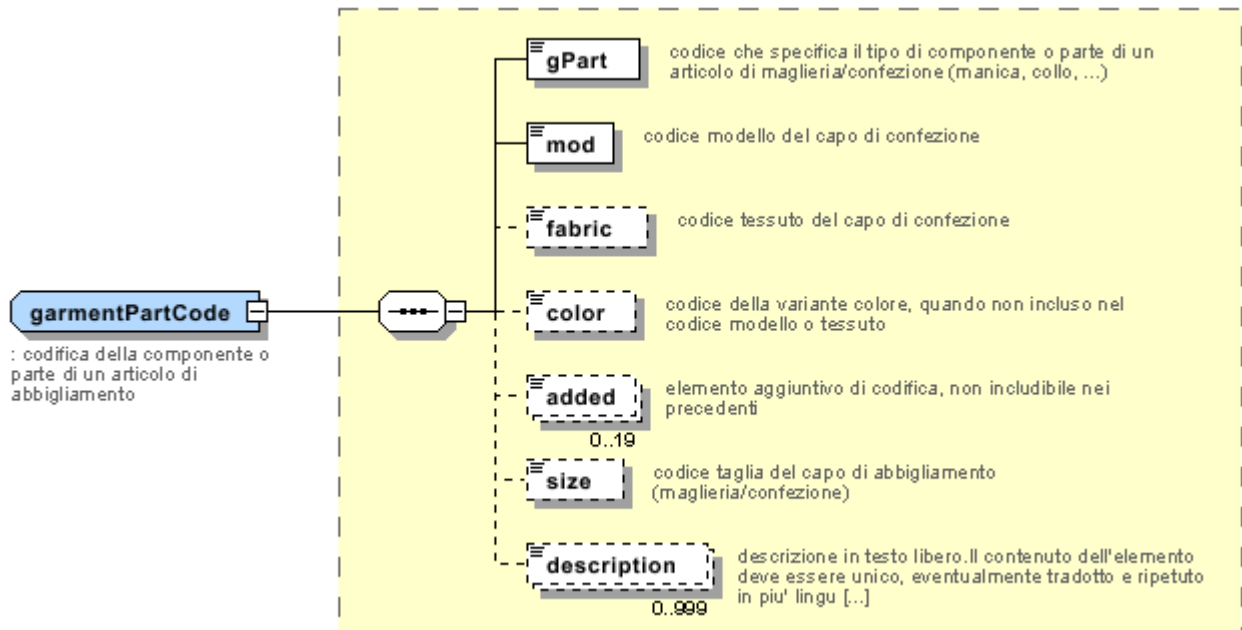 gPart
codice che specifica il tipo di componente o parte di un
articolo di maglieria/confezione (manica, collo, ...)
mod
codice modello del capo di confezione
fabric
codice tessuto del capo di confezione
garmentPartCode
: codifica della componente o
parte di un articolo di
abbigliamento
color
codice della variante colore, quando non incluso nel
codice modello o tessuto
added
elemento aggiuntivo di codifica, non includibile nei
precedenti
0..19
size
codice taglia del capo di abbigliamento
(maglieria/confezione)
description
descrizione in testo libero.Il contenuto dell'elemento
deve essere unico, eventualmente tradotto e ripetuto
in piu' lingu [...]
0..999